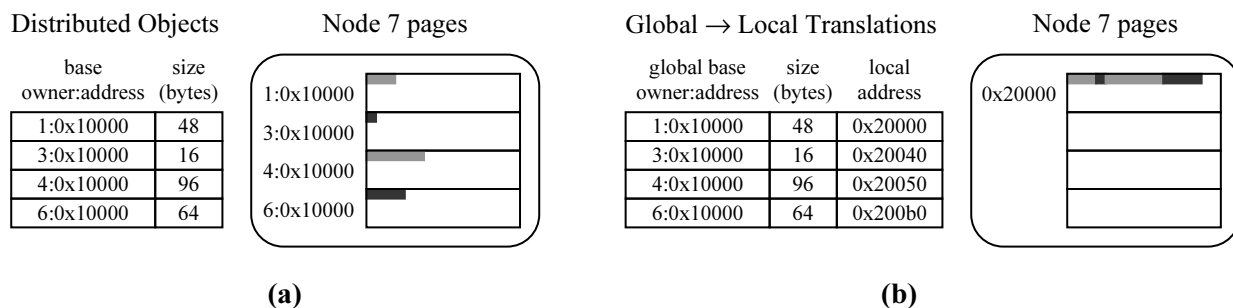 Distributed Objects
Node 7 pages
base
owner:address
size
(bytes)
1:0x10000 48
3:0x10000 16
4:0x10000 96
6:0x10000 64
1:0x10000
3:0x10000
4:0x10000
6:0x10000
(a)
Global → Local Translations
Node 7 pages
global base
owner:address
size
(bytes)
local
address
1:0x10000 48 0x20000
3:0x10000 16 0x20040
4:0x10000 96 0x20050
6:0x10000 64 0x200b0
0x20000
(b)